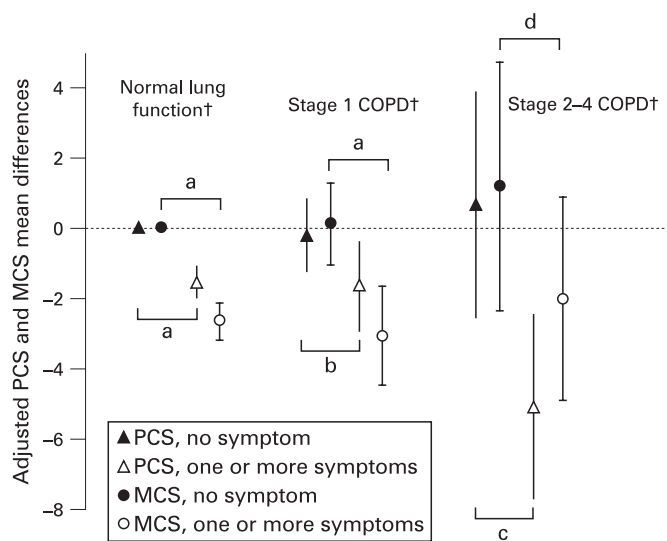 Adjusted PCS and MCS mean differences
4
2
0
−2
−4
−6
−8
Normal lung
function†
a
a
Stage 1 COPD†
a
b
d
Stage 2–4 COPD†
c
PCS, no symptom
PCS, one or more symptoms
MCS, no symptom
MCS, one or more symptoms